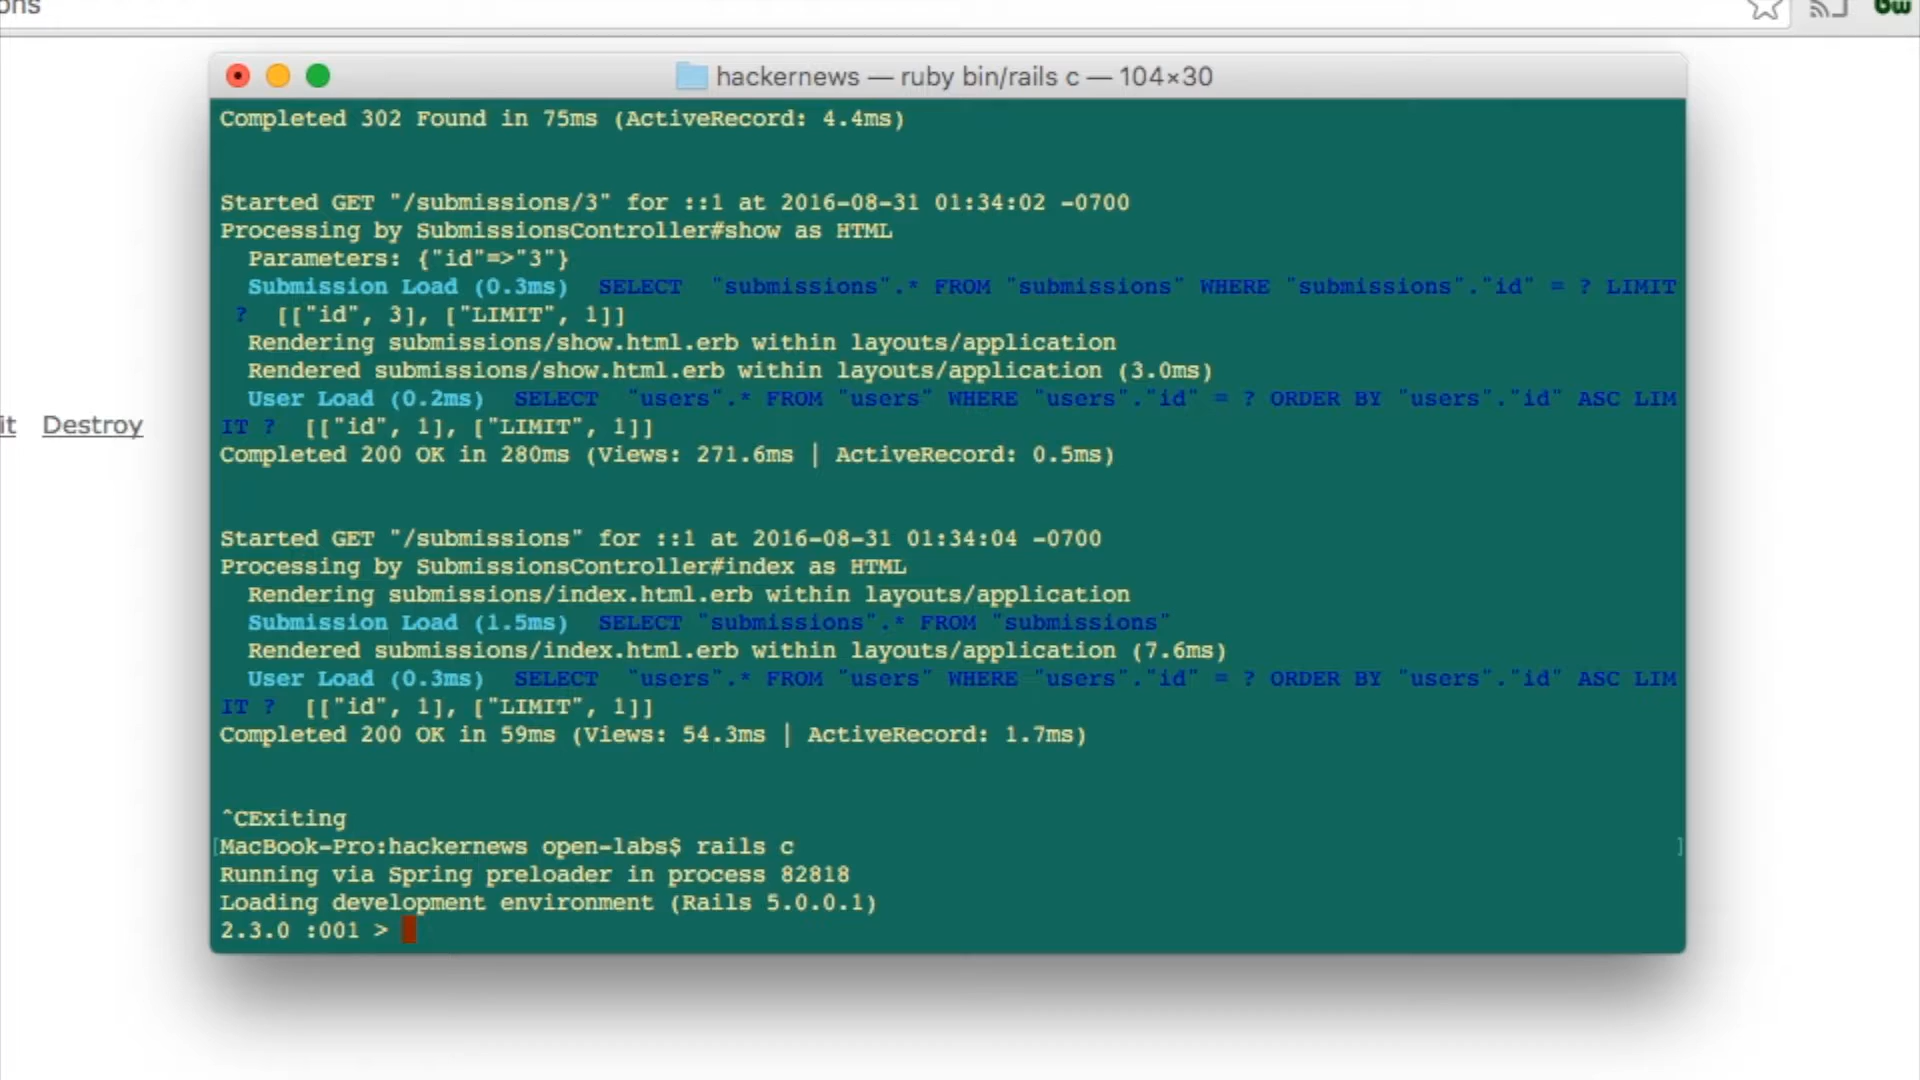 ons
hackernews — ruby bin/rails c — 104×30
Completed 302 Found in 75ms (ActiveRecord: 4.4ms)
Started GET "/submissions/3" for ::1 at 2016-08-31 01:34:02 -0700
Processing by SubmissionsController#show as HTML
Parameters: {"id"=>"3"}
Submission Load (0.3ms)  SELECT  "submissions".* FROM "submissions" WHERE "submissions"."id" = ? LIMIT
?  [["id", 3], ["LIMIT", 1]]
Rendering submissions/show.html.erb within layouts/application
Rendered submissions/show.html.erb within layouts/application (3.0ms)
User Load (0.2ms)  SELECT  "users".* FROM "users" WHERE "users"."id" = ? ORDER BY "users"."id" ASC LIM
it Destroy
IT ?  [["id", 1], ["LIMIT", 1]]
Completed 200 OK in 280ms (Views: 271.6ms | ActiveRecord: 0.5ms)
Started GET "/submissions" for ::1 at 2016-08-31 01:34:04 -0700
Processing by SubmissionsController#index as HTML
Rendering submissions/index.html.erb within layouts/application
Submission Load (1.5ms)  SELECT "submissions".* FROM "submissions"
Rendered submissions/index.html.erb within layouts/application (7.6ms)
User Load (0.3ms)  SELECT  "users".* FROM "users" WHERE "users"."id" = ? ORDER BY "users"."id" ASC LIM
IT ?  [["id", 1], ["LIMIT", 1]]
Completed 200 OK in 59ms (Views: 54.3ms | ActiveRecord: 1.7ms)
^CExiting
[MacBook-Pro:hackernews open-labs$ rails c ]
Running via Spring preloader in process 82818
Loading development environment (Rails 5.0.0.1)
2.3.0 :001 >